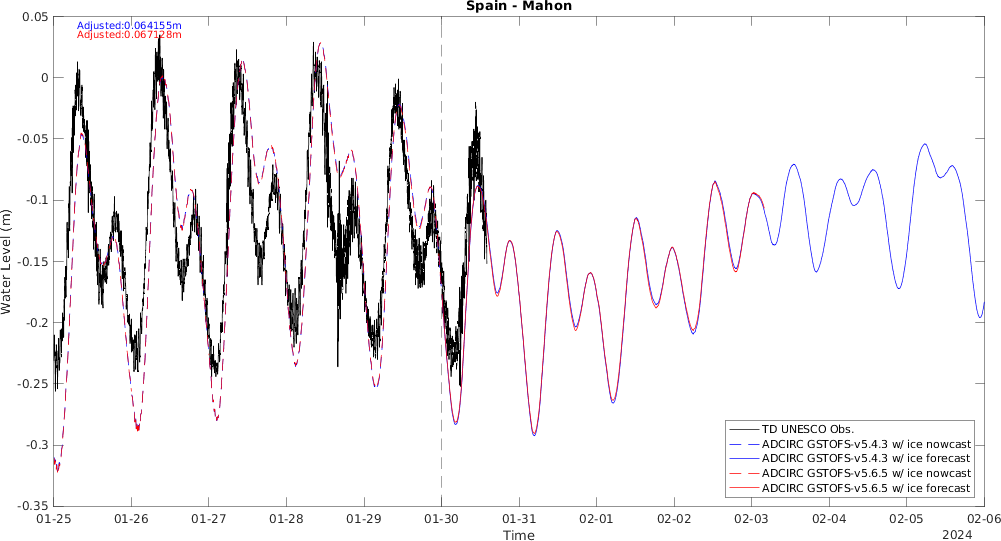 Spain - Mahon
Adjusted:0.064155m
Adjusted:0.067128m
Water Level (m)
0.05
0
-0.05
-0.1
-0.15
-0.2
-0.25
-0.3
-0.35
TD UNESCO Obs.
ADCIRC GSTOFS-v5.4.3 w/ ice nowcast
ADCIRC GSTOFS-v5.4.3 w/ ice forecast
ADCIRC GSTOFS-v5.6.5 w/ ice nowcast
ADCIRC GSTOFS-v5.6.5 w/ ice forecast
01-25 01-26 01-27 01-28 01-29 01-30 01-31 02-01 02-02 02-03 02-04 02-05 02-06
Time
2024